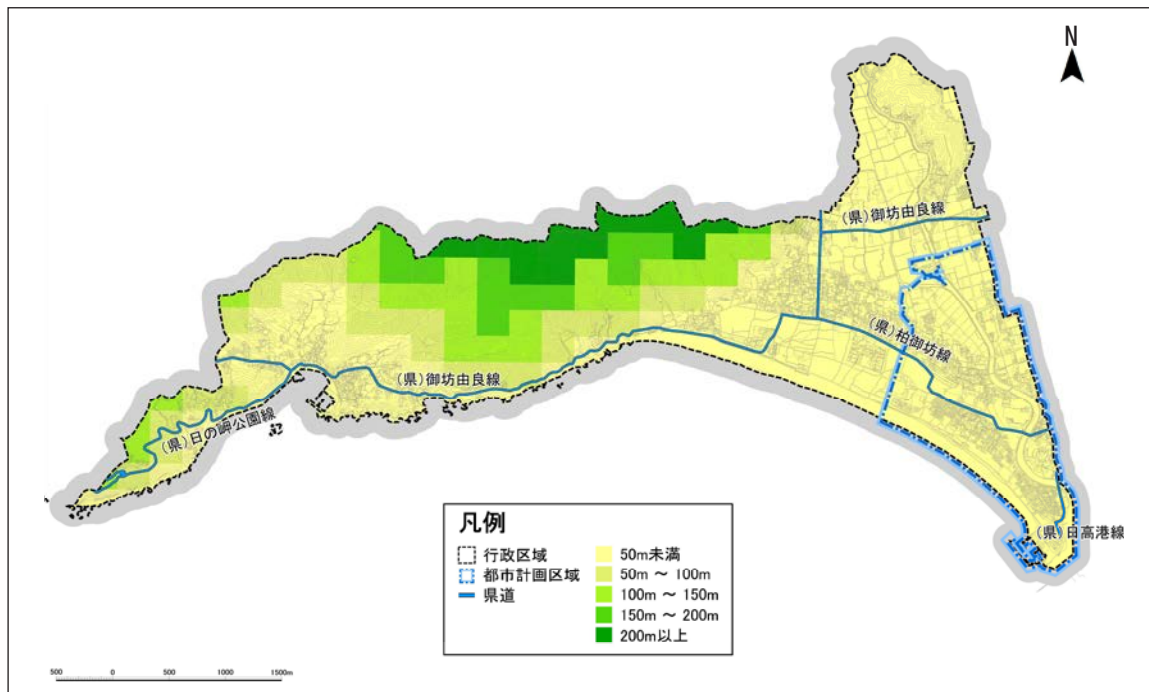 N
(県)御坊由良線
(県)柏御坊線
(県)御坊由良線
(県)日の岬公園線
(県)日高港線
凡例
行政区域
都市計画区域
県道
50m未満
50m ～ 100m
100m ～ 150m
150m ～ 200m
200m以上
500 0 500 1000 1500m